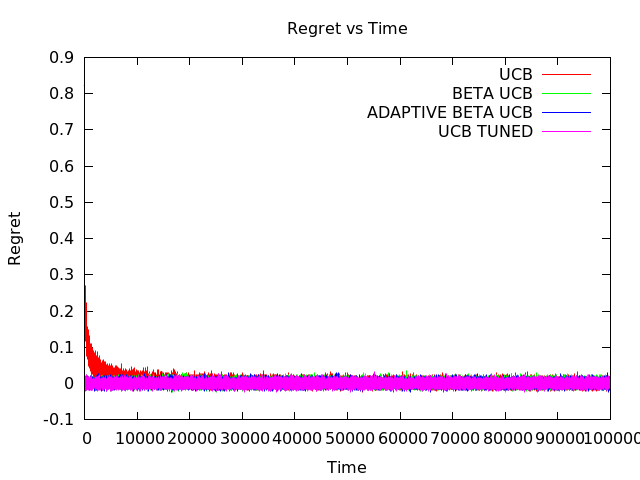 Regret vs Time
0.9
0.8
0.7
0.6
0.5
0.4
0.3
0.2
0.1
0
-0.1
Regret
UCB
BETA UCB
ADAPTIVE BETA UCB
UCB TUNED
0 10000 20000 30000 40000 50000 60000 70000 80000 90000 100000
Time